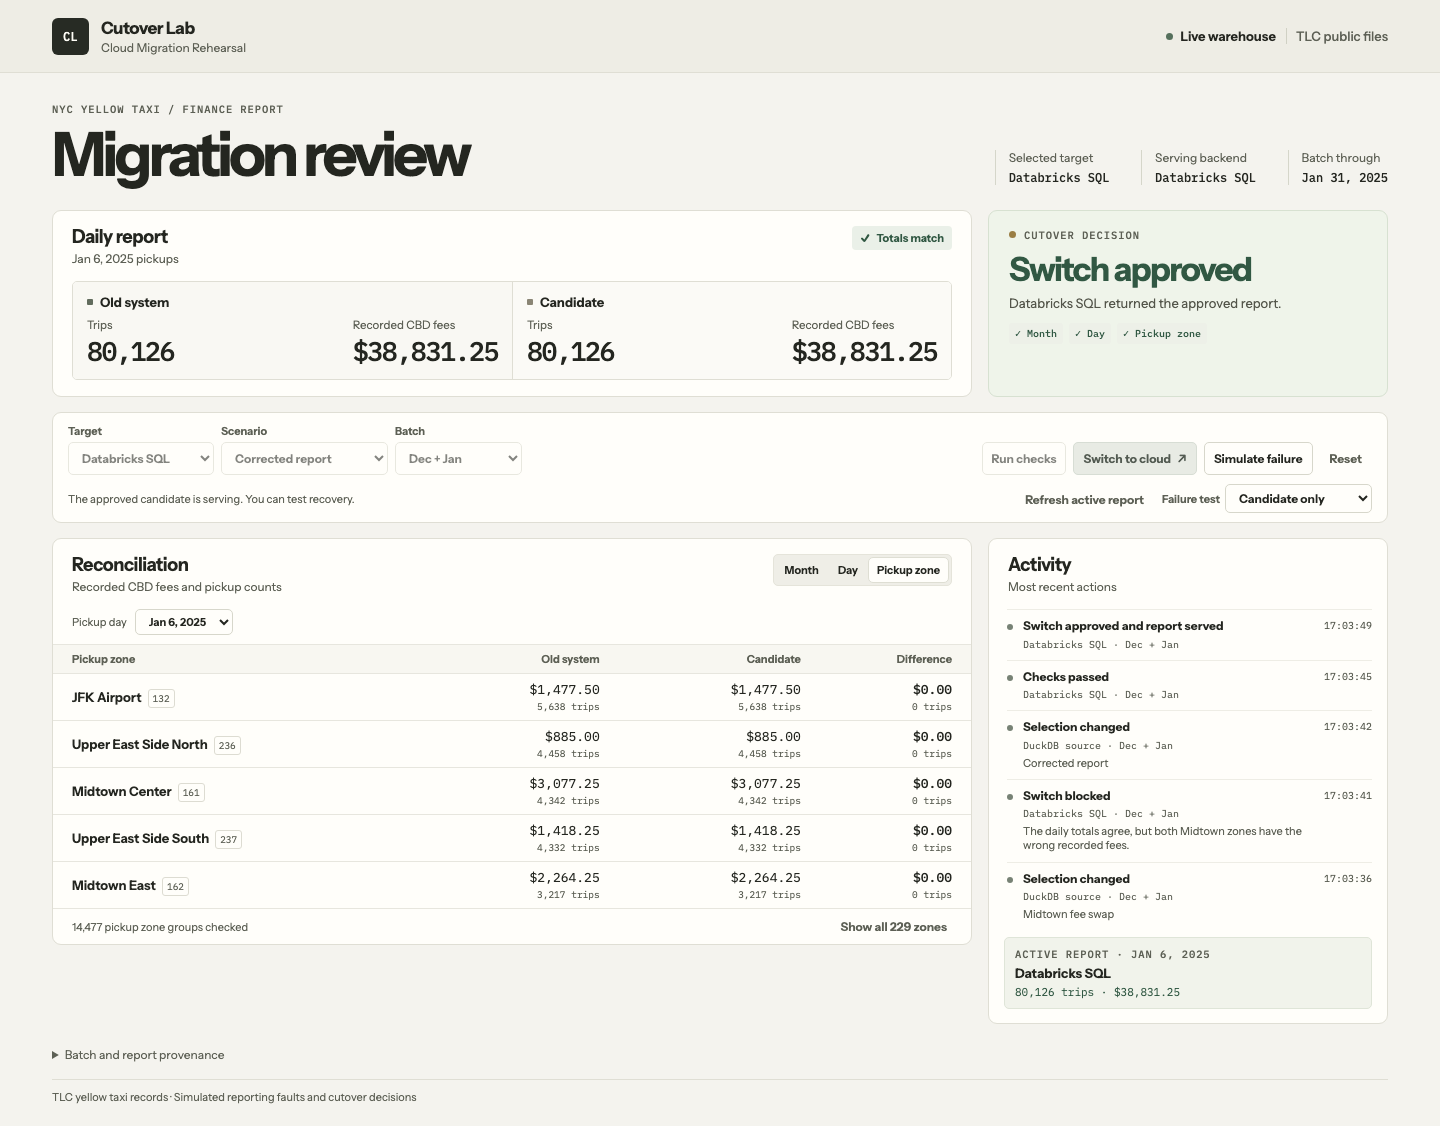 CL
Cutover Lab
Cloud Migration Rehearsal
Live warehouse
TLC public files
NYC YELLOW TAXI / FINANCE REPORT
Migration review
Selected target
Databricks SQL
Serving backend
Databricks SQL
Batch through
Jan 31, 2025
Daily report
Jan 6, 2025 pickups
✓ Totals match
Old system
Trips
80,126
Recorded CBD fees
$38,831.25
Candidate
Trips
80,126
Recorded CBD fees
$38,831.25
CUTOVER DECISION
Switch approved
Databricks SQL returned the approved report.
✓ Month ✓ Day ✓ Pickup zone
Target
Databricks SQL
Scenario
Corrected report
Batch
Dec + Jan
Run checks
Switch to cloud ↗
Simulate failure
Reset
The approved candidate is serving. You can test recovery.
Refresh active report
Failure test
Candidate only
Reconciliation
Recorded CBD fees and pickup counts
Month Day Pickup zone
Pickup day Jan 6, 2025
Pickup zone Old system Candidate Difference
JFK Airport 132 $1,477.50 $1,477.50 $0.00
5,638 trips 5,638 trips 0 trips
Upper East Side North 236 $885.00 $885.00 $0.00
4,458 trips 4,458 trips 0 trips
Midtown Center 161 $3,077.25 $3,077.25 $0.00
4,342 trips 4,342 trips 0 trips
Upper East Side South 237 $1,418.25 $1,418.25 $0.00
4,332 trips 4,332 trips 0 trips
Midtown East 162 $2,264.25 $2,264.25 $0.00
3,217 trips 3,217 trips 0 trips
14,477 pickup zone groups checked
Show all 229 zones
Activity
Most recent actions
Switch approved and report served 17:03:49
Databricks SQL · Dec + Jan
Checks passed 17:03:45
Databricks SQL · Dec + Jan
Selection changed 17:03:42
DuckDB source · Dec + Jan
Corrected report
Switch blocked 17:03:41
Databricks SQL · Dec + Jan
The daily totals agree, but both Midtown zones have the
wrong recorded fees.
Selection changed 17:03:36
DuckDB source · Dec + Jan
Midtown fee swap
ACTIVE REPORT · JAN 6, 2025
Databricks SQL
80,126 trips · $38,831.25
Batch and report provenance
TLC yellow taxi records · Simulated reporting faults and cutover decisions